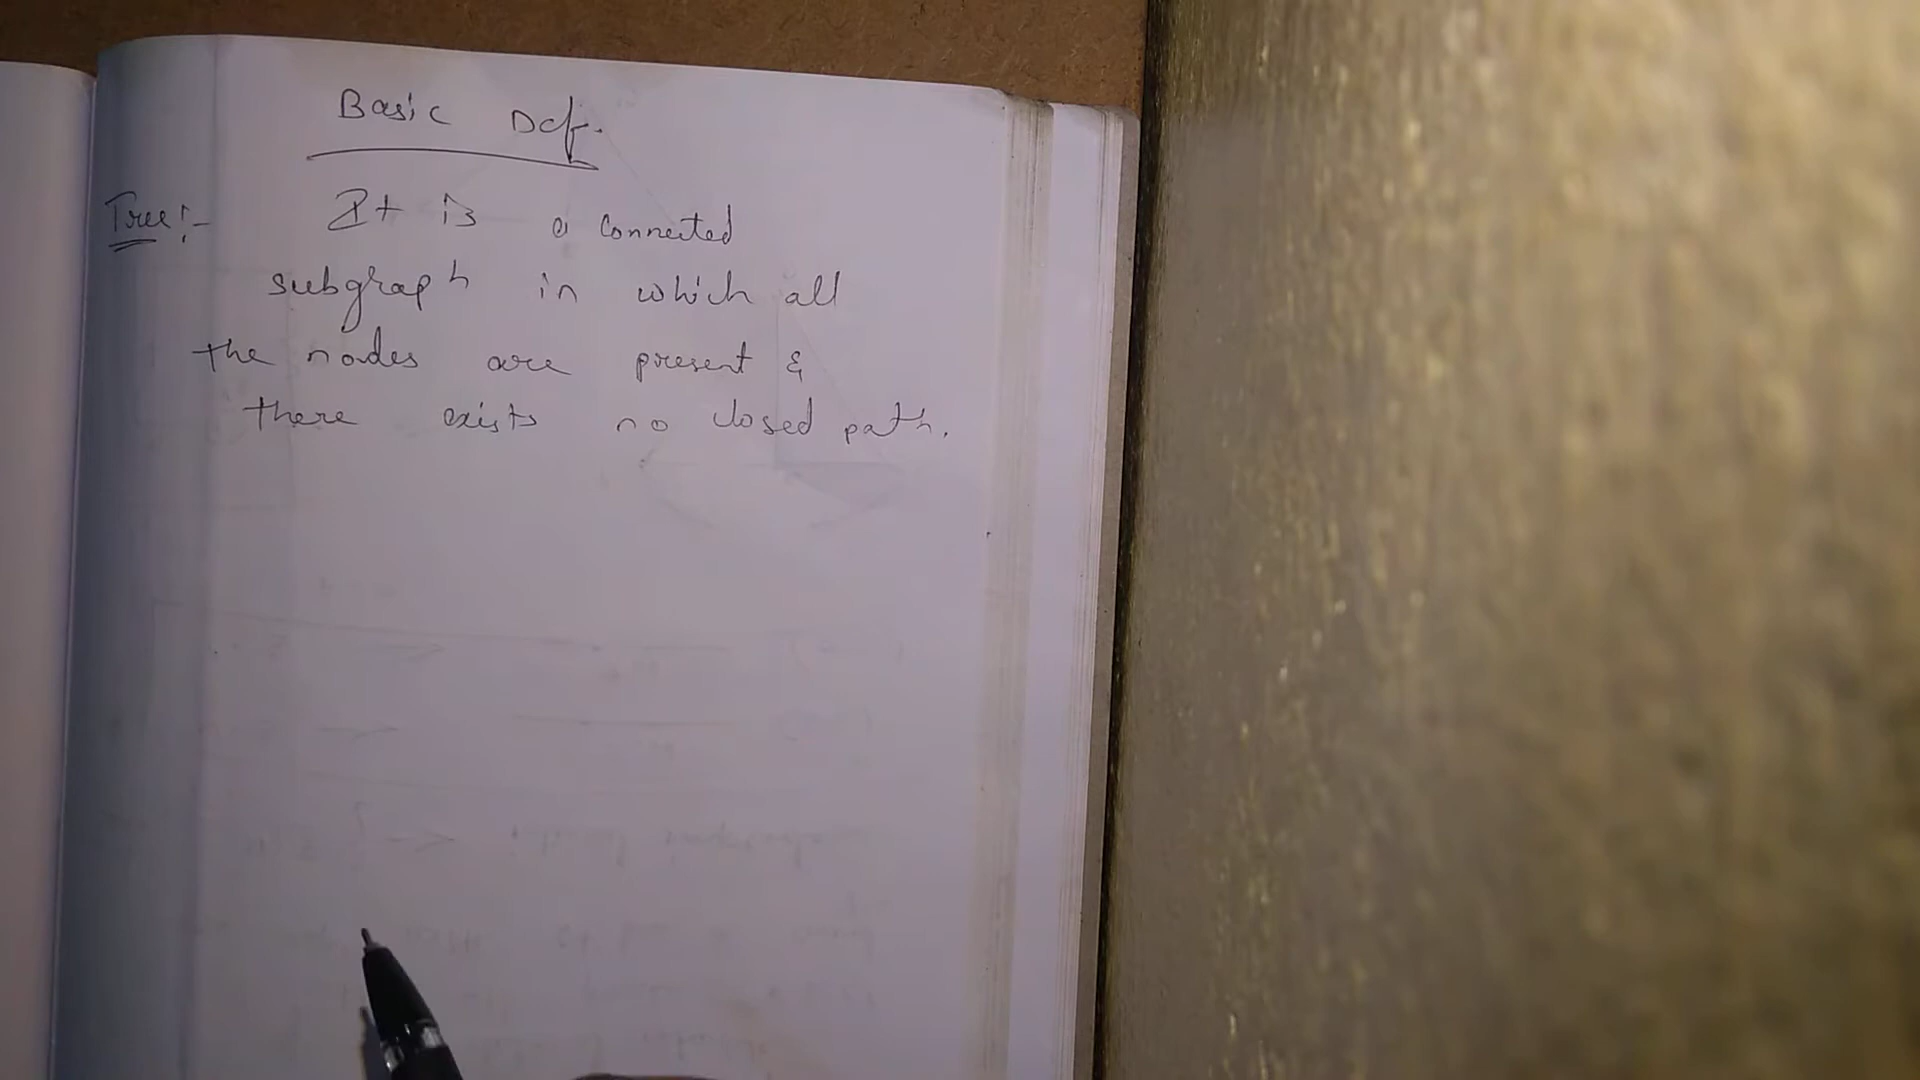 Basic Def.
Tree:- It is a connected
subgraph in which all
the nodes are present &
there exists no closed path.